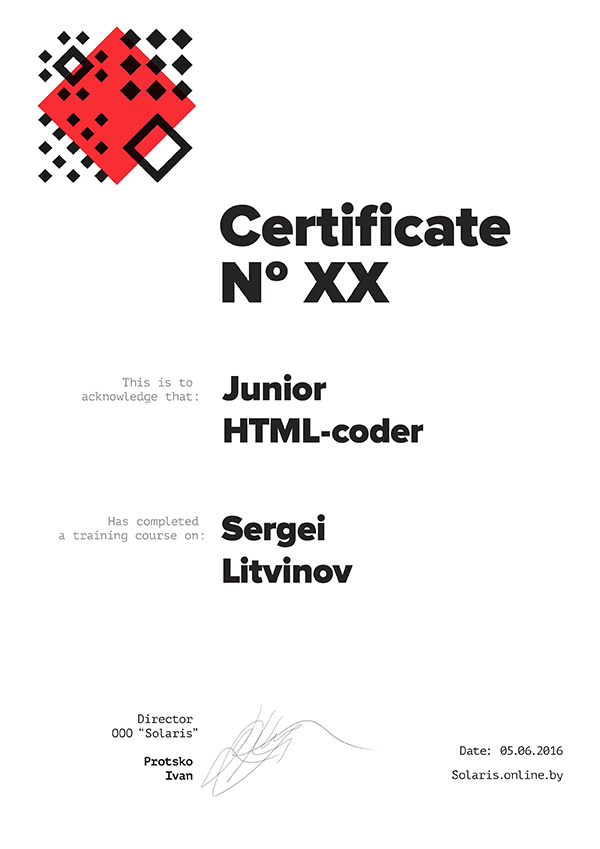 Certificate
Nº XX
This is to
acknowledge that:
Junior
HTML-coder
Has completed
a training course on:
Sergei
Litvinov
Director
OOO “Solaris”
Protsko
Ivan
Date: 05.06.2016
Solaris.online.by